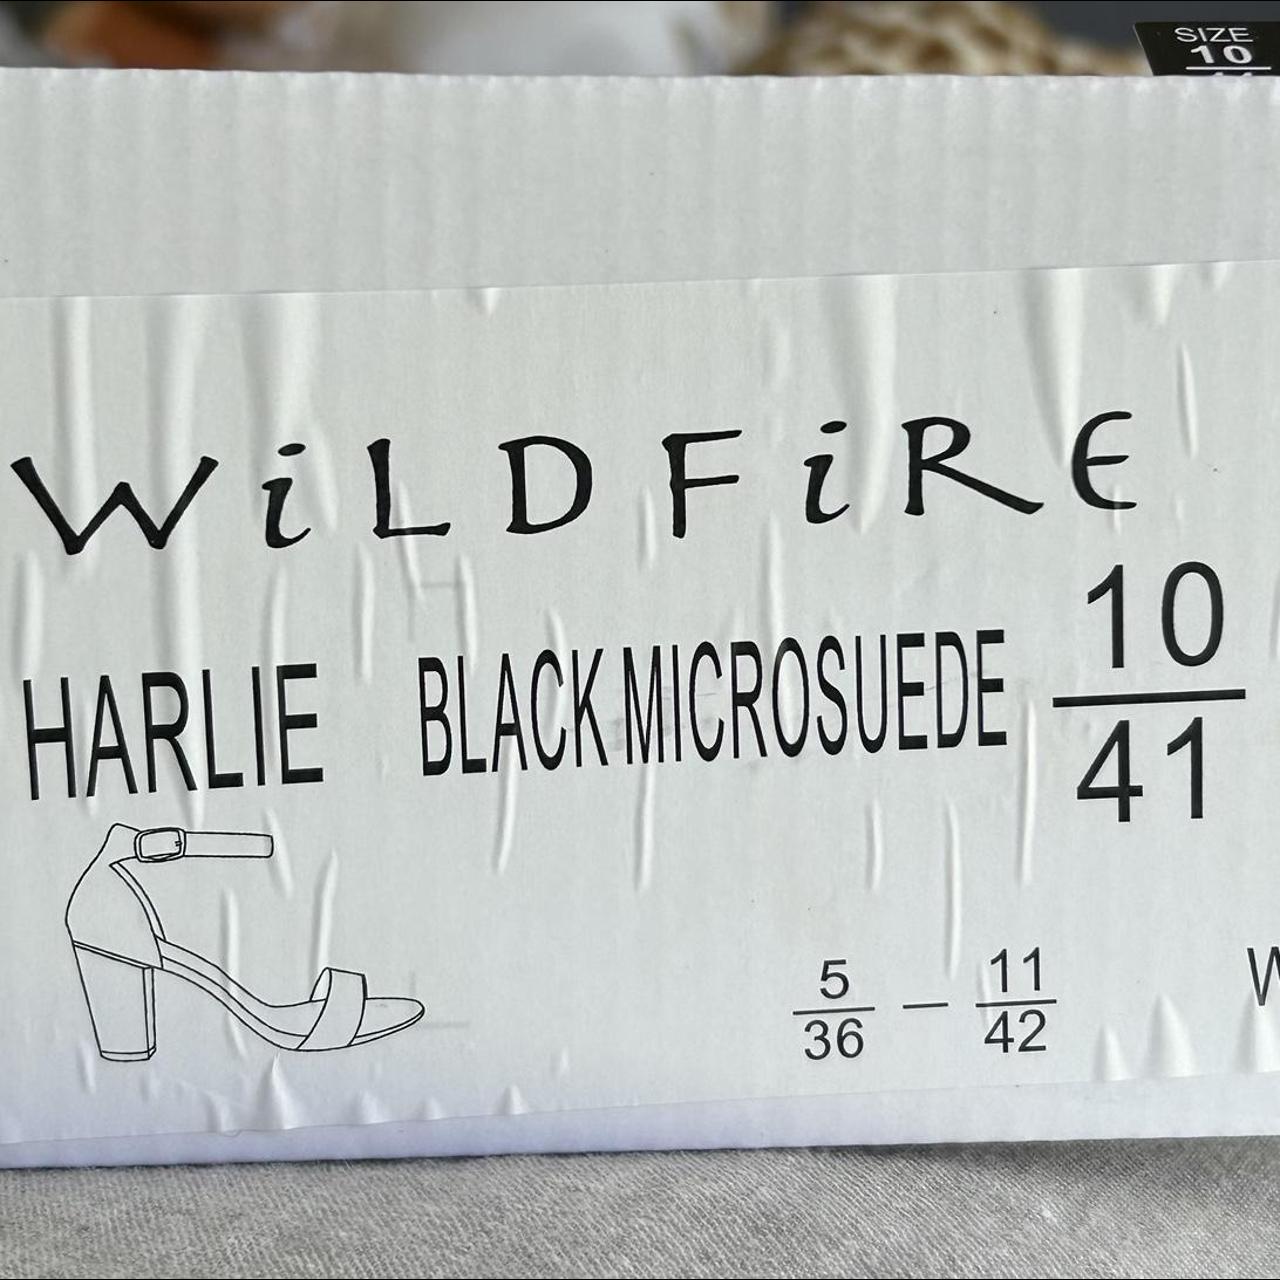 SIZE
10
WiLDFiRE
HARLIE BLACK MICROSUEDE 10/41
5/36 - 11/42